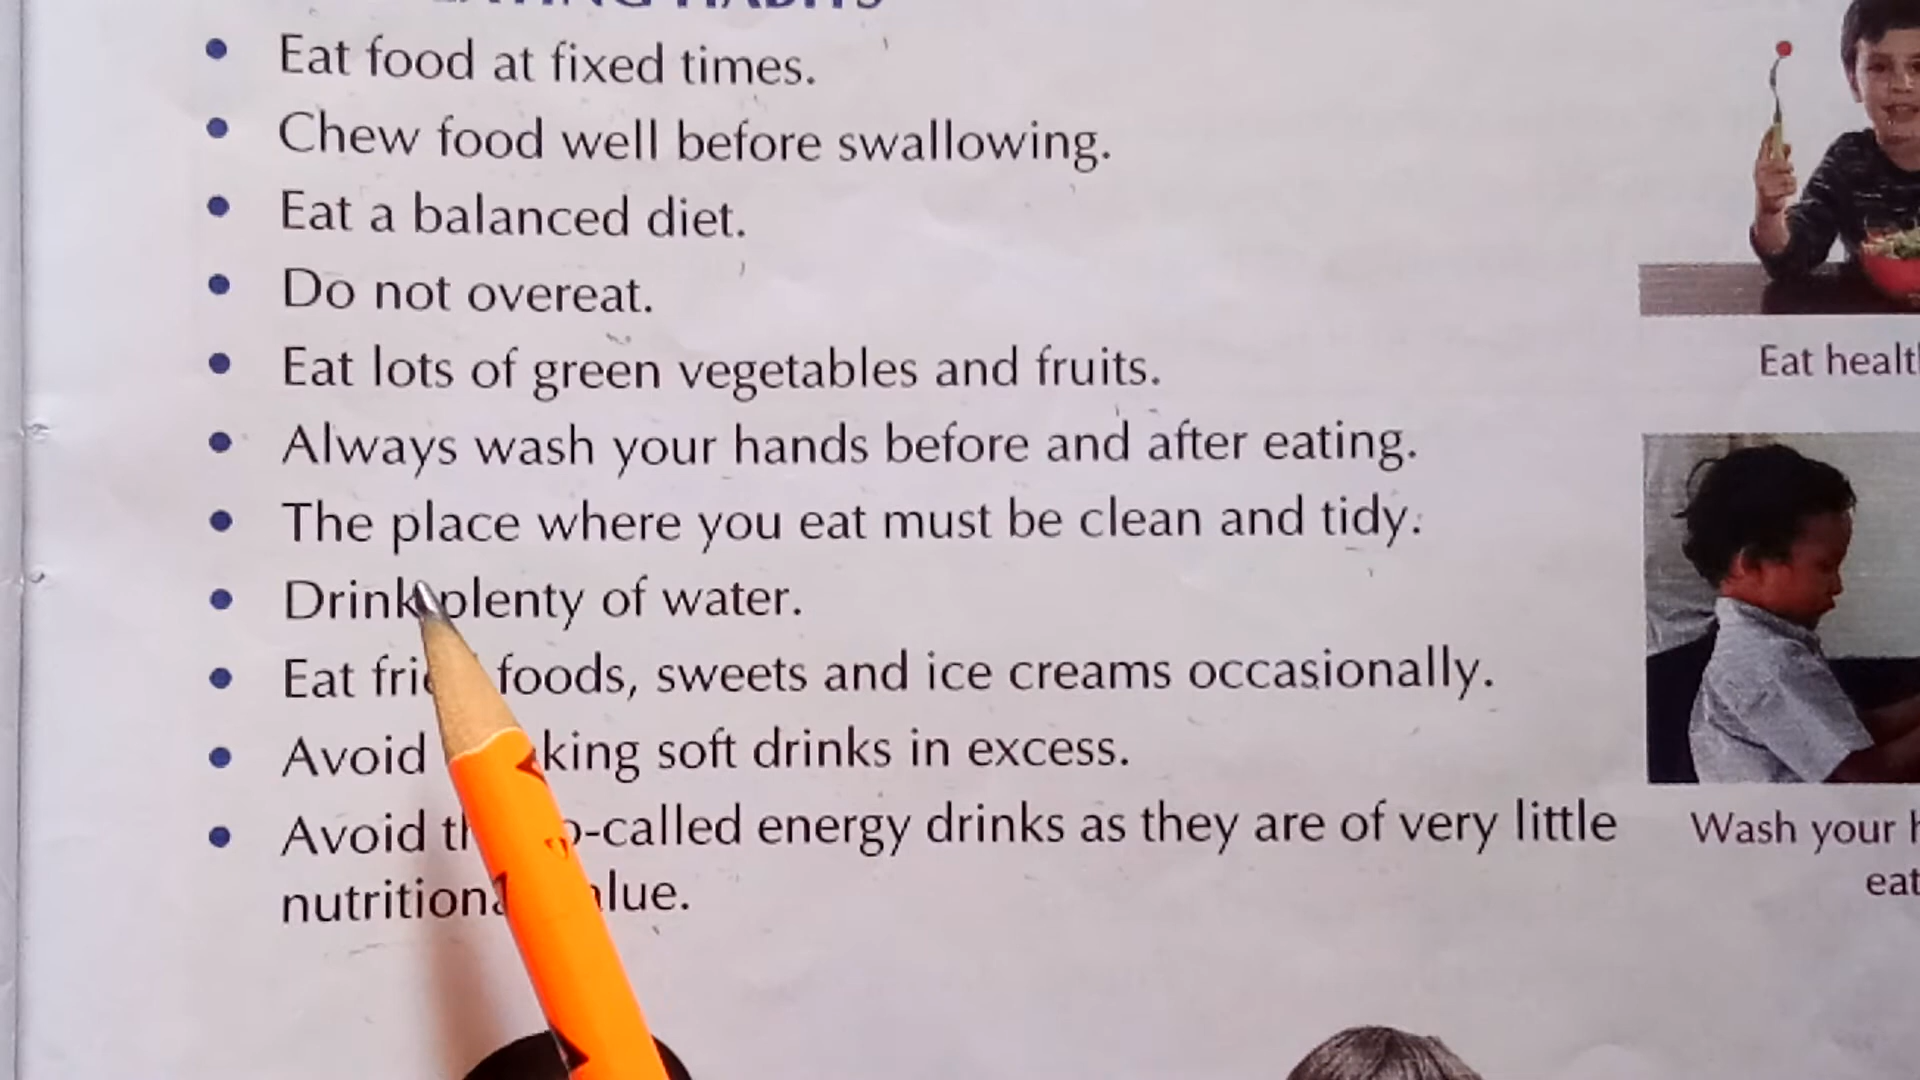 EATING HABITS
Eat food at fixed times.
Chew food well before swallowing.
Eat a balanced diet.
Do not overeat.
Eat lots of green vegetables and fruits.
Always wash your hands before and after eating.
The place where you eat must be clean and tidy.
Drink plenty of water.
Eat foods, sweets and ice creams occasionally.
Avoid soft drinks in excess.
Avoid energy drinks as they are of very little
Eat
Wash your